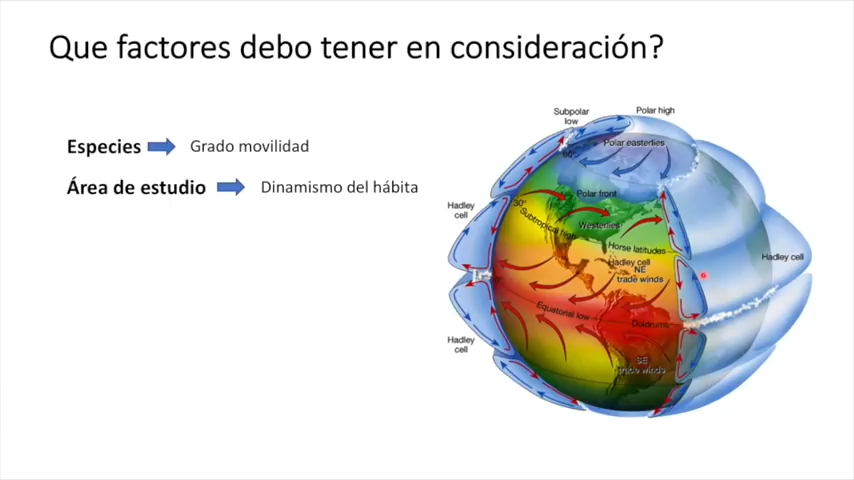 Que factores debo tener en consideración?
Especies
Grado movilidad
Área de estudio
Dinamismo del hábita
Subpolar
low
Polar high
60°
Polar easterlies
Polar front
30°
Subtropical high
Westerlies
Hadley
cell
Horse latitudes
Hadley cell
NE
trade winds
Hadley cell
Equatorial low
Doldrums
Hadley
cell
SE
trade winds